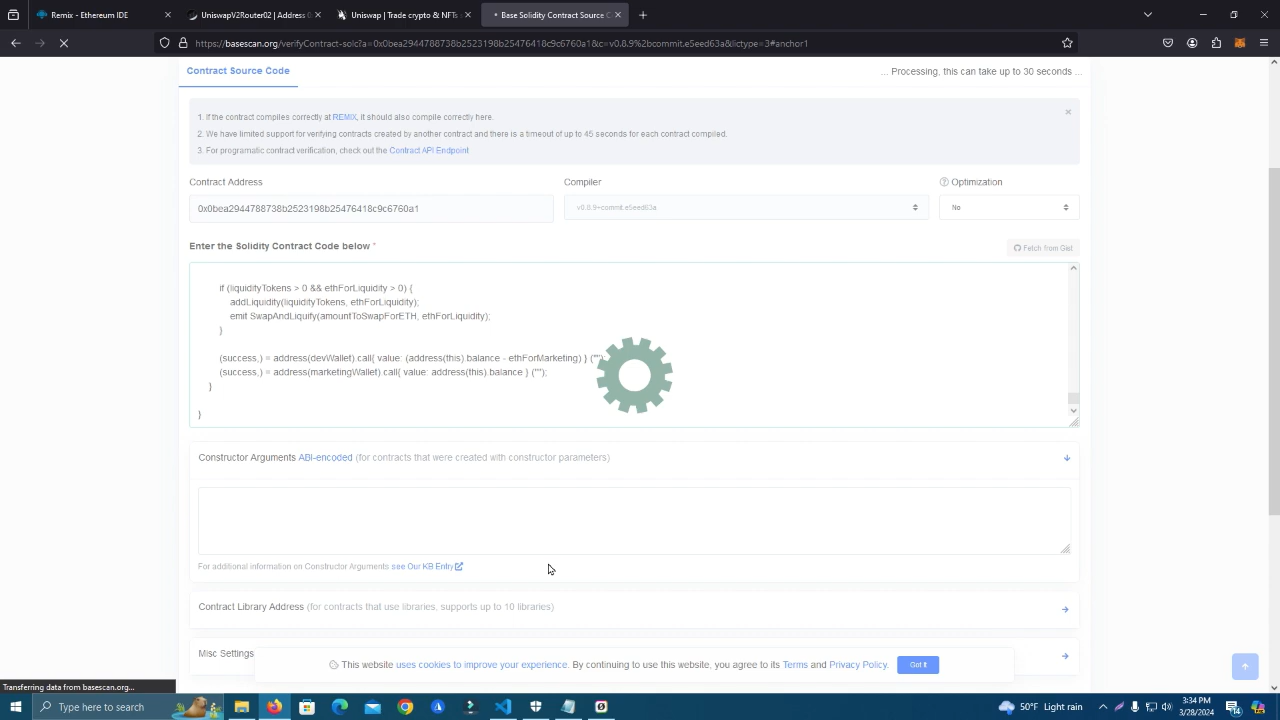 Remix - Ethereum IDE
UniswapV2Router02 | Address
Uniswap | Trade crypto & NFTs
Base Solidity Contract Source C
https://basescan.org/verifyContract-solc?a=0x0bea2944788738b2523198b25476418c9c6760a1&c=v0.8.9%2bcommit.e5eed63a&lictype=3#anchor1
Contract Source Code
... Processing, this can take up to 30 seconds ...
1. If the contract compiles correctly at REMIX, it should also compile correctly here.
2. We have limited support for verifying contracts created by another contract and there is a timeout of up to 45 seconds for each contract compiled.
3. For programatic contract verification, check out the Contract API Endpoint
Contract Address
Compiler
Optimization
0x0bea2944788738b2523198b25476418c9c6760a1
v0.8.9+commit.e5eed63a
No
Enter the Solidity Contract Code below *
Fetch from Gist
if (liquidityTokens > 0 && ethForLiquidity > 0) {
addLiquidity(liquidityTokens, ethForLiquidity);
emit SwapAndLiquify(amountToSwapForETH, ethForLiquidity);
}
(success,) = address(devWallet).call{ value: (address(this).balance - ethForMarketing) } ("");
(success,) = address(marketingWallet).call{ value: address(this).balance } ("");
}
}
Constructor Arguments ABI-encoded (for contracts that were created with constructor parameters)
For additional information on Constructor Arguments see Our KB Entry
Contract Library Address (for contracts that use libraries, supports up to 10 libraries)
Misc Settings
This website uses cookies to improve your experience. By continuing to use this website, you agree to its Terms and Privacy Policy.
Got it
Transferring data from basescan.org...
Type here to search
50°F Light rain
3:34 PM
3/28/2024